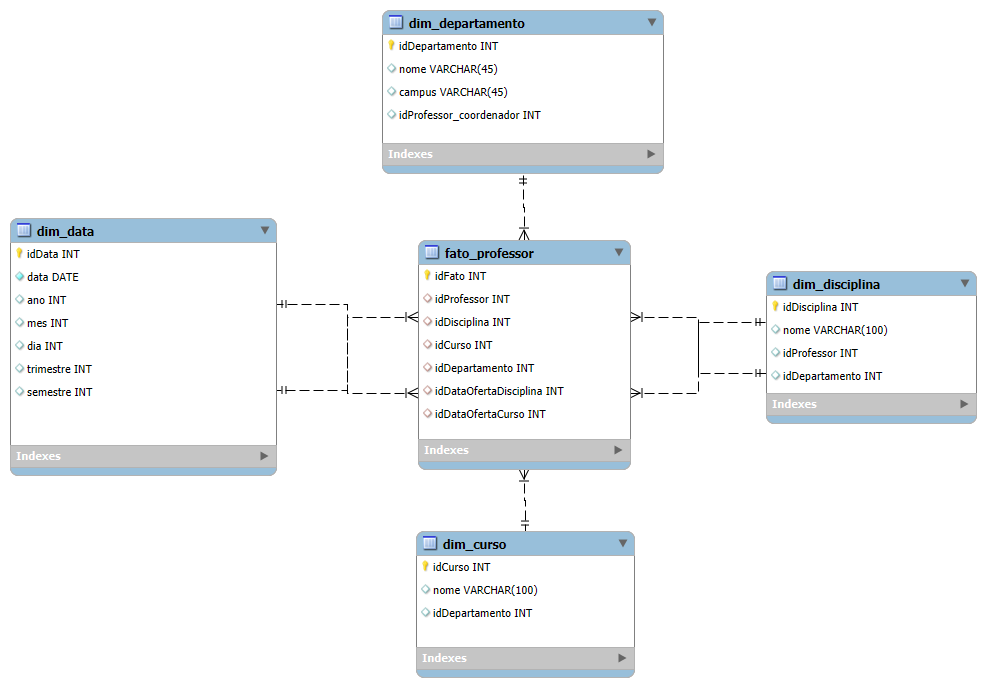 dim_departamento
idDepartamento INT
nome VARCHAR(45)
campus VARCHAR(45)
idProfessor_coordenador INT
Indexes
dim_data
idData INT
data DATE
ano INT
mes INT
dia INT
trimestre INT
semestre INT
Indexes
fato_professor
idFato INT
idProfessor INT
idDisciplina INT
idCurso INT
idDepartamento INT
idDataOfertaDisciplina INT
idDataOfertaCurso INT
Indexes
dim_disciplina
idDisciplina INT
nome VARCHAR(100)
idProfessor INT
idDepartamento INT
Indexes
dim_curso
idCurso INT
nome VARCHAR(100)
idDepartamento INT
Indexes